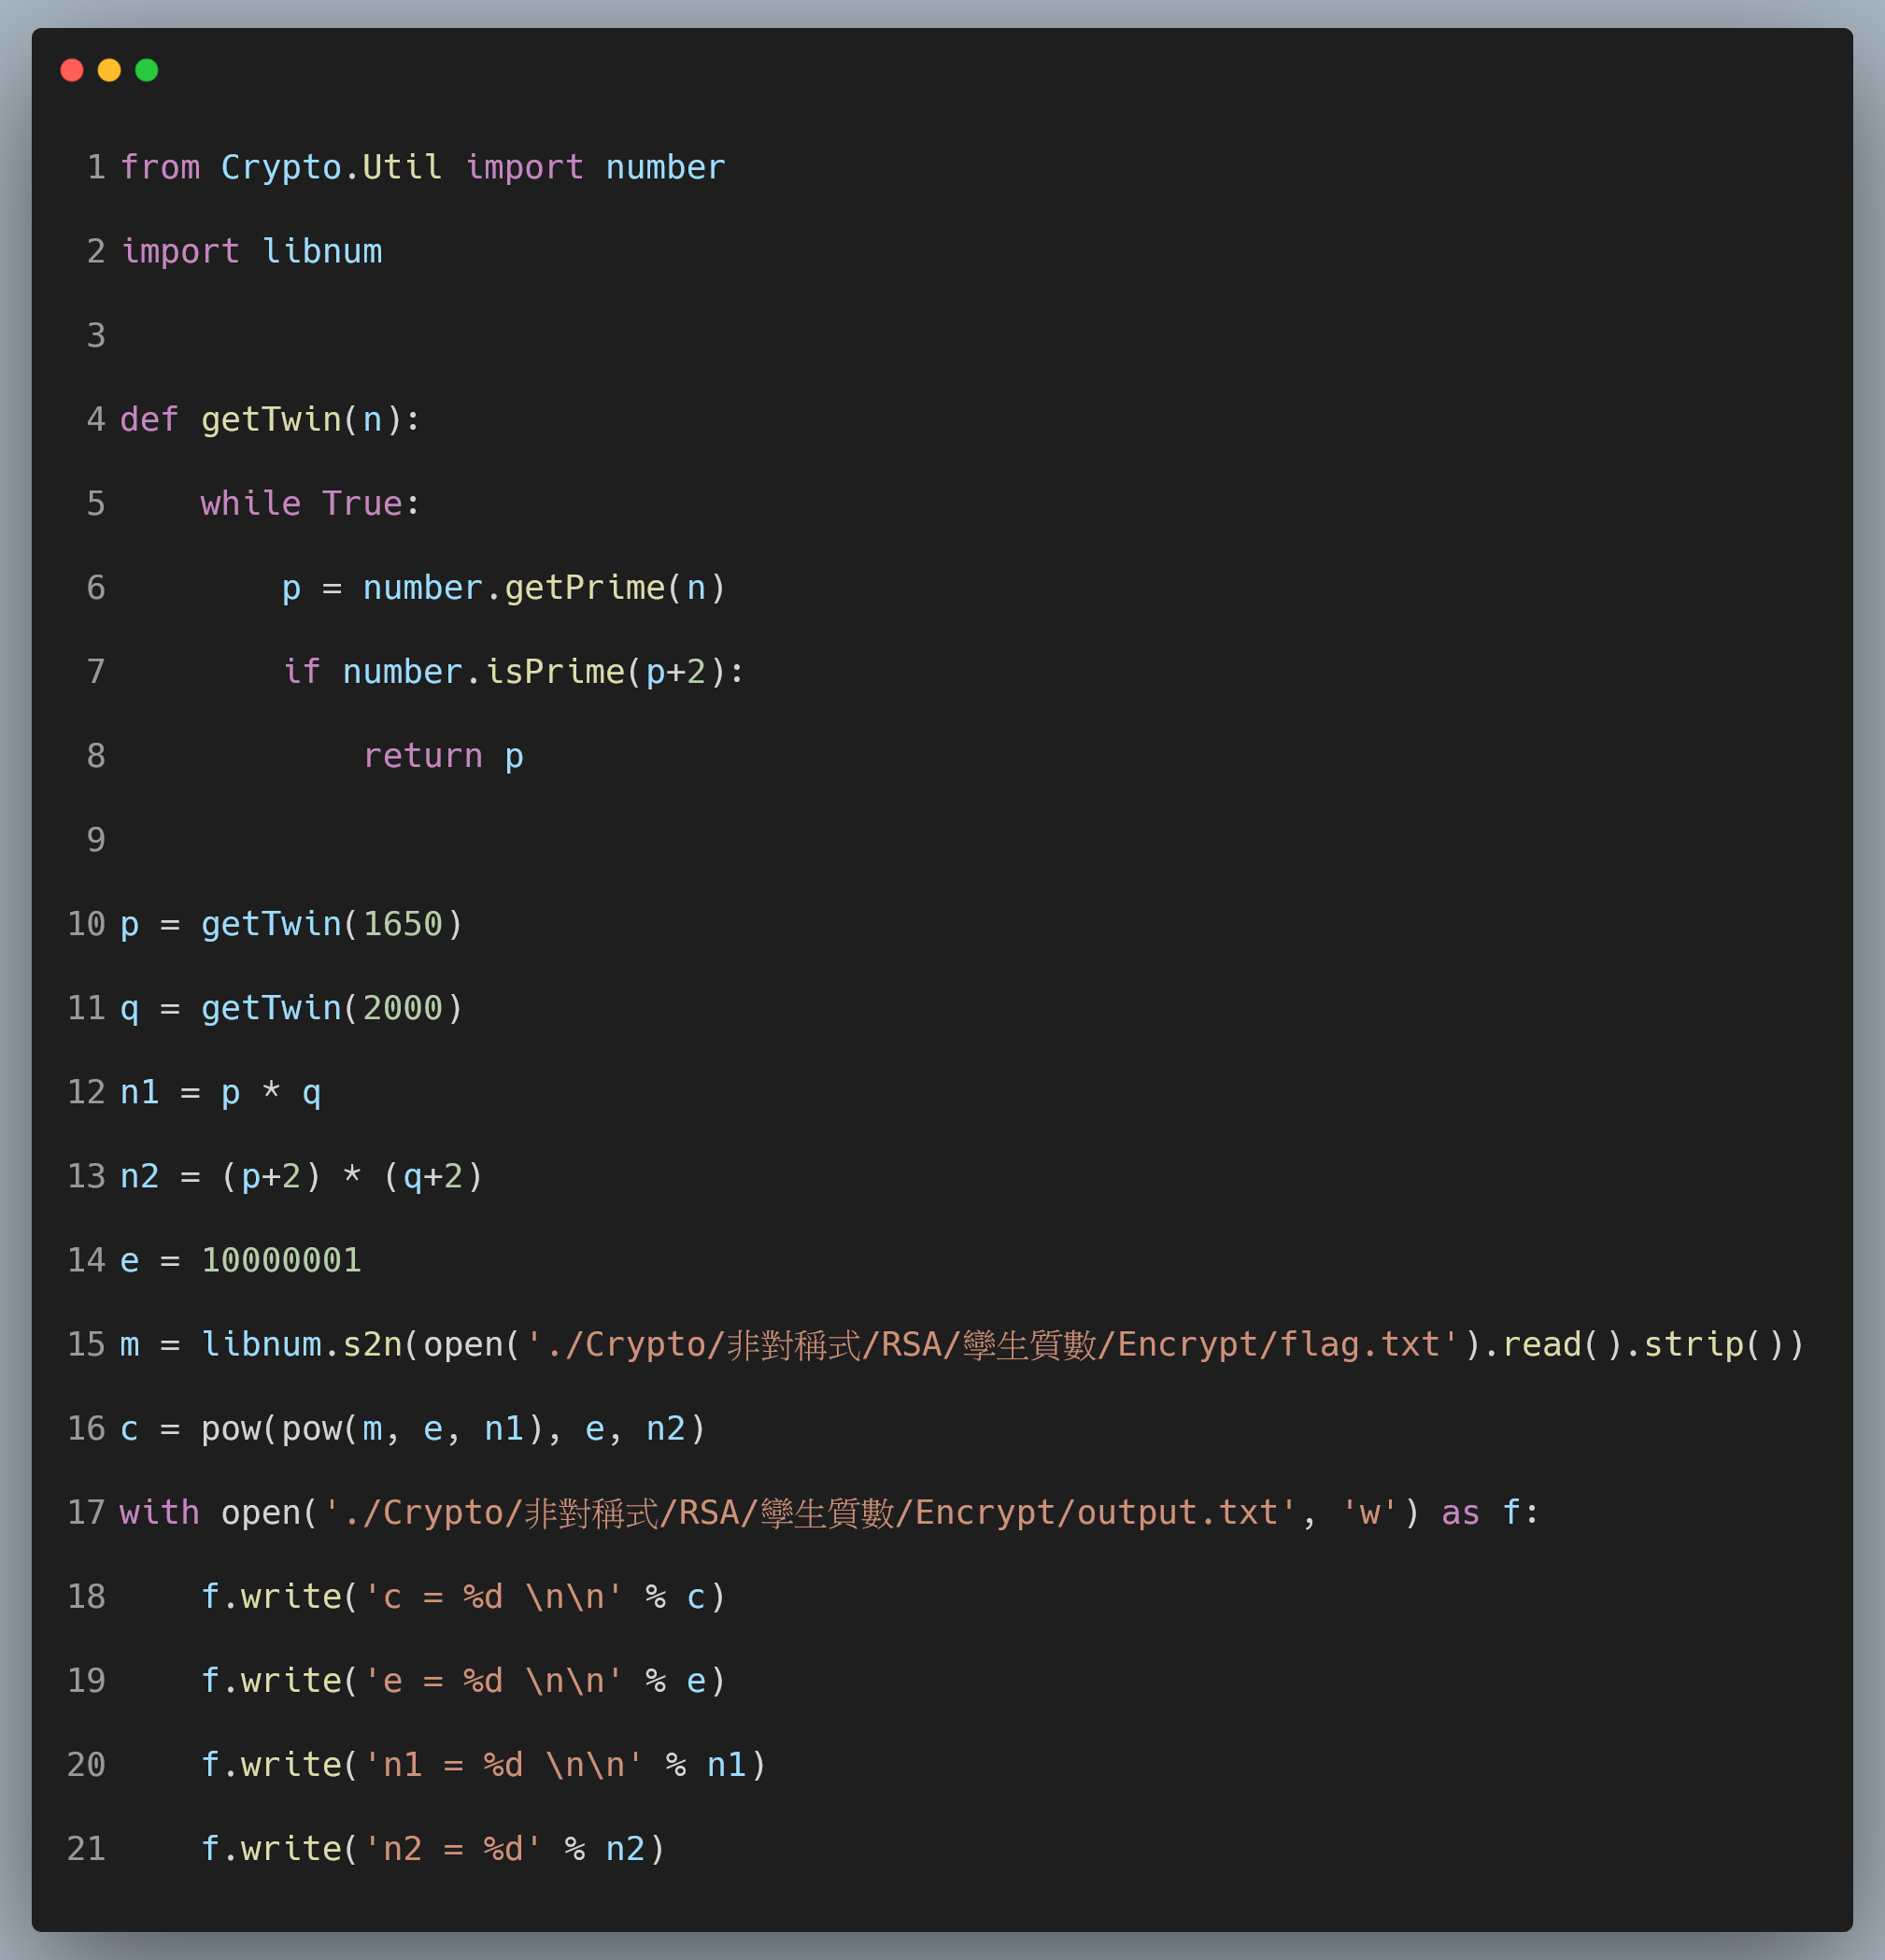 1 from Crypto.Util import number
2 import libnum
3
4 def getTwin(n):
5     while True:
6         p = number.getPrime(n)
7         if number.isPrime(p+2):
8             return p
9
10 p = getTwin(1650)
11 q = getTwin(2000)
12 n1 = p * q
13 n2 = (p+2) * (q+2)
14 e = 10000001
15 m = libnum.s2n(open('./Crypto/非對稱式/RSA/孿生質數/Encrypt/flag.txt').read().strip())
16 c = pow(pow(m, e, n1), e, n2)
17 with open('./Crypto/非對稱式/RSA/孿生質數/Encrypt/output.txt', 'w') as f:
18     f.write('c = %d \n\n' % c)
19     f.write('e = %d \n\n' % e)
20     f.write('n1 = %d \n\n' % n1)
21     f.write('n2 = %d' % n2)